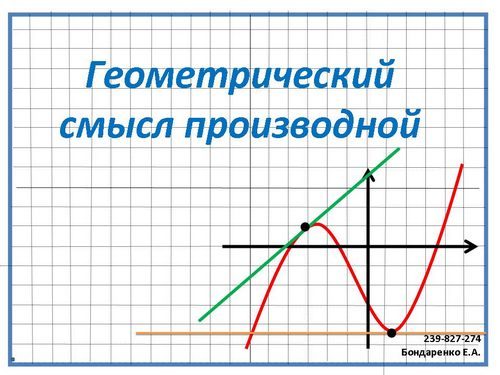 Геометрический
смысл производной
239-827-274
Бондаренко Е.А.